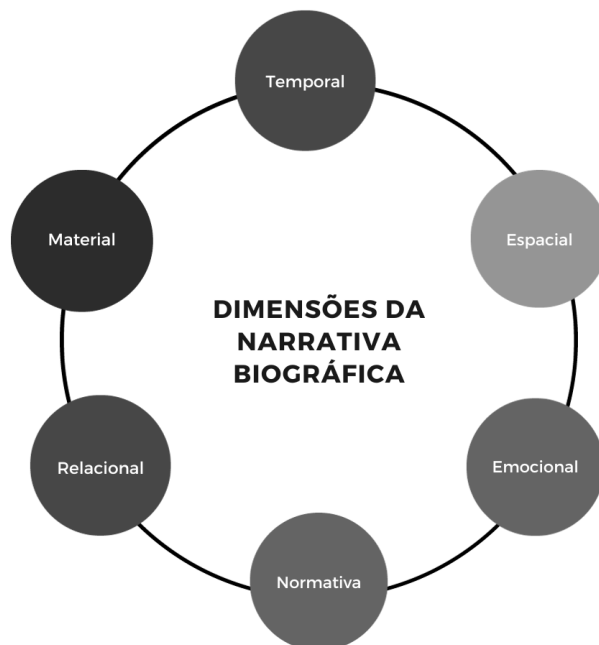 Temporal
Material
Espacial
DIMENSÕES DA
NARRATIVA
BIOGRÁFICA
Relacional
Emocional
Normativa